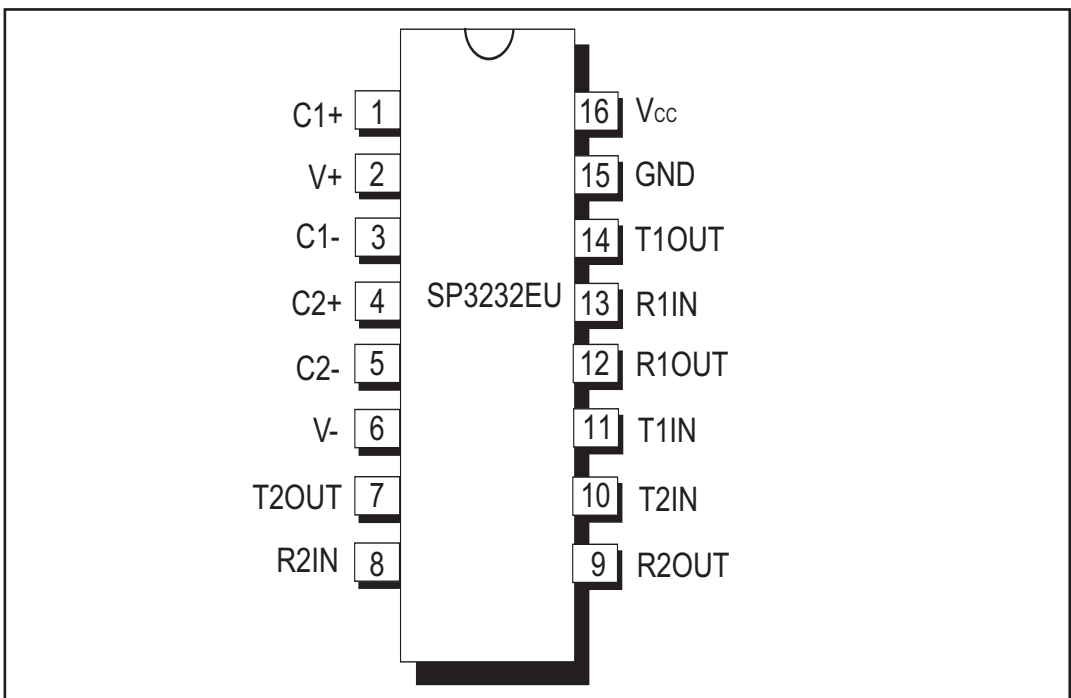 C1+ 1
V+ 2
C1- 3
C2+ 4
C2- 5
V- 6
T2OUT 7
R2IN 8
SP3232EU
16 Vcc
15 GND
14 T1OUT
13 R1IN
12 R1OUT
11 T1IN
10 T2IN
9 R2OUT